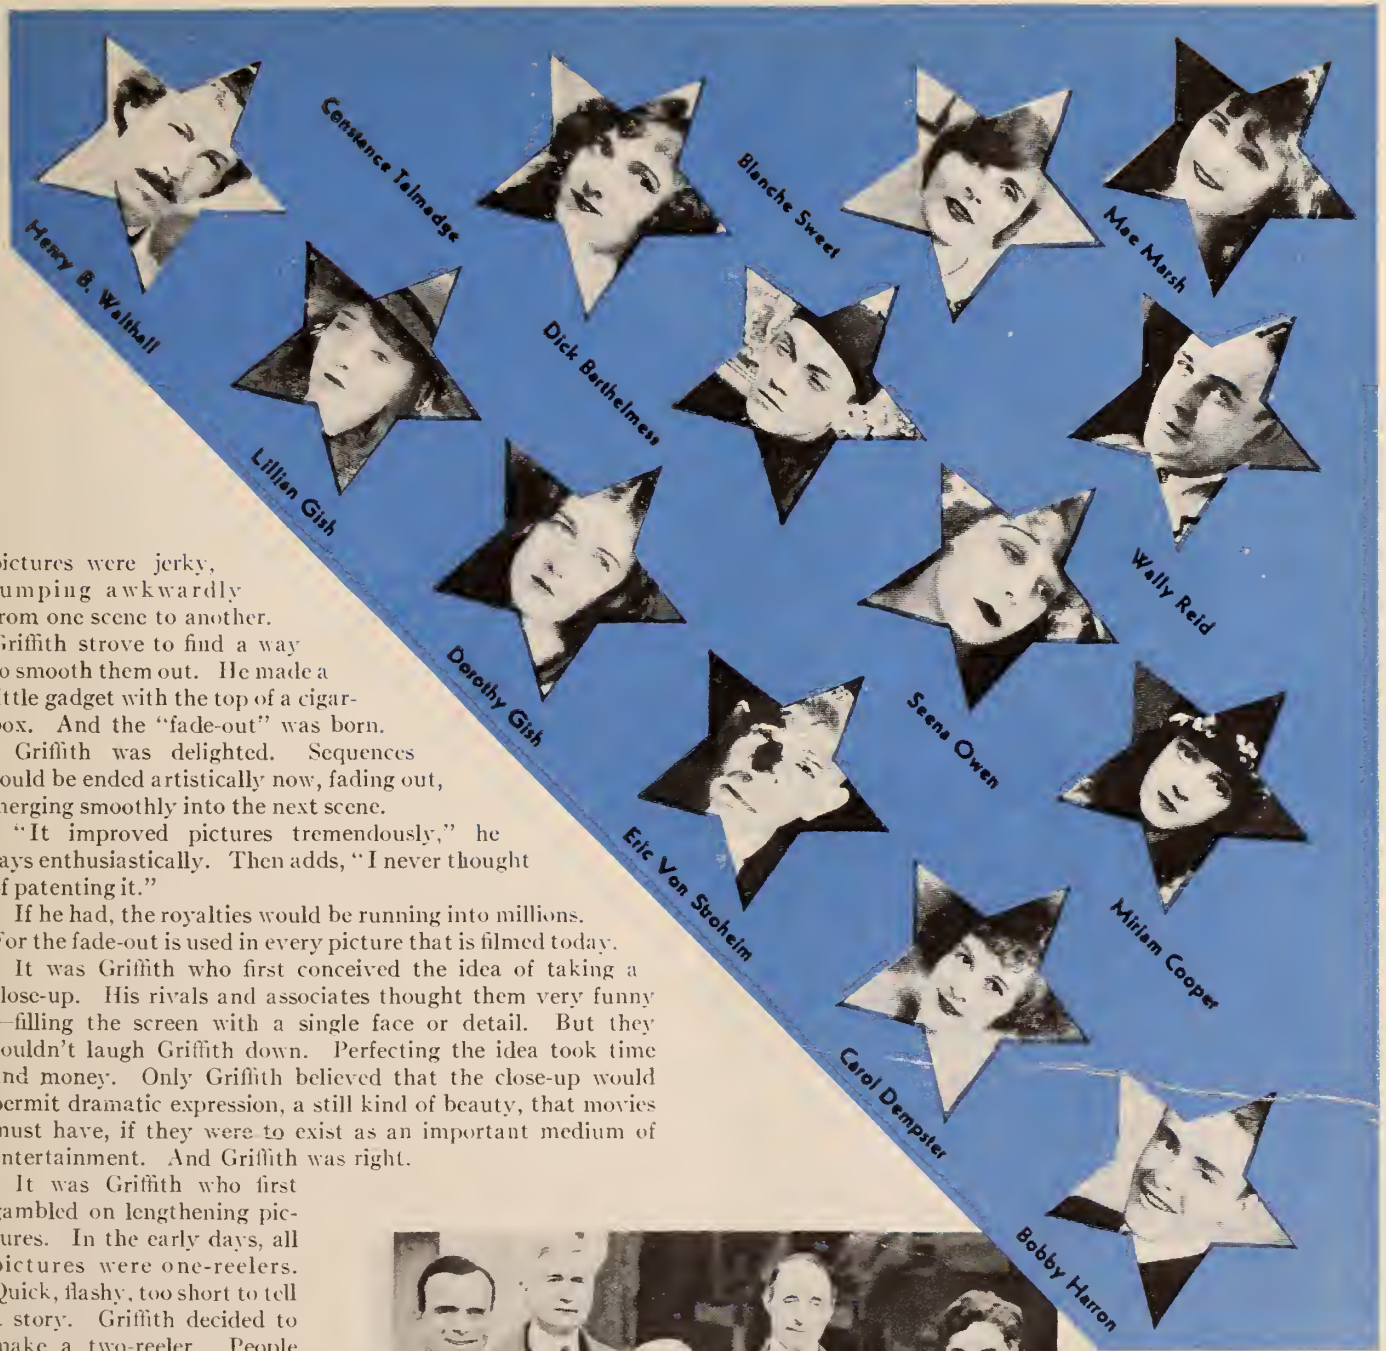 Henry B. Walthall
Constance Talmadge
Blanche Sweet
Mae Marsh
Lillian Gish
Dick Barthelmess
Wally Reid
Dorothy Gish
Seena Owen
Eric Von Stroheim
Miriam Cooper
Carol Dempster
Bobby Harron
ictures were jerky,
umping awkwardly
rom one scene to another.
riffith strove to find a way
o smooth them out. He made a
ttle gadget with the top of a cigar-
ox. And the “fade-out” was born.
Griffith was delighted. Sequences
ould be ended artistically now, fading out,
erging smoothly into the next scene.
“It improved pictures tremendously,” he
ays enthusiastically. Then adds, “I never thought
f patenting it.”
If he had, the royalties would be running into millions.
or the fade-out is used in every picture that is filmed today.
It was Griffith who first conceived the idea of taking a
lose-up. His rivals and associates thought them very funny
—filling the screen with a single face or detail. But they
ouldn't laugh Griffith down. Perfecting the idea took time
nd money. Only Griffith believed that the close-up would
ermit dramatic expression, a still kind of beauty, that movies
ust have, if they were to exist as an important medium of
ntertainment. And Griffith was right.
It was Griffith who first
ambled on lengthening pic-
ures. In the early days, all
ictures were one-reelers.
Quick, flashy, too short to tell
story. Griffith decided to
make a two-reeler. People